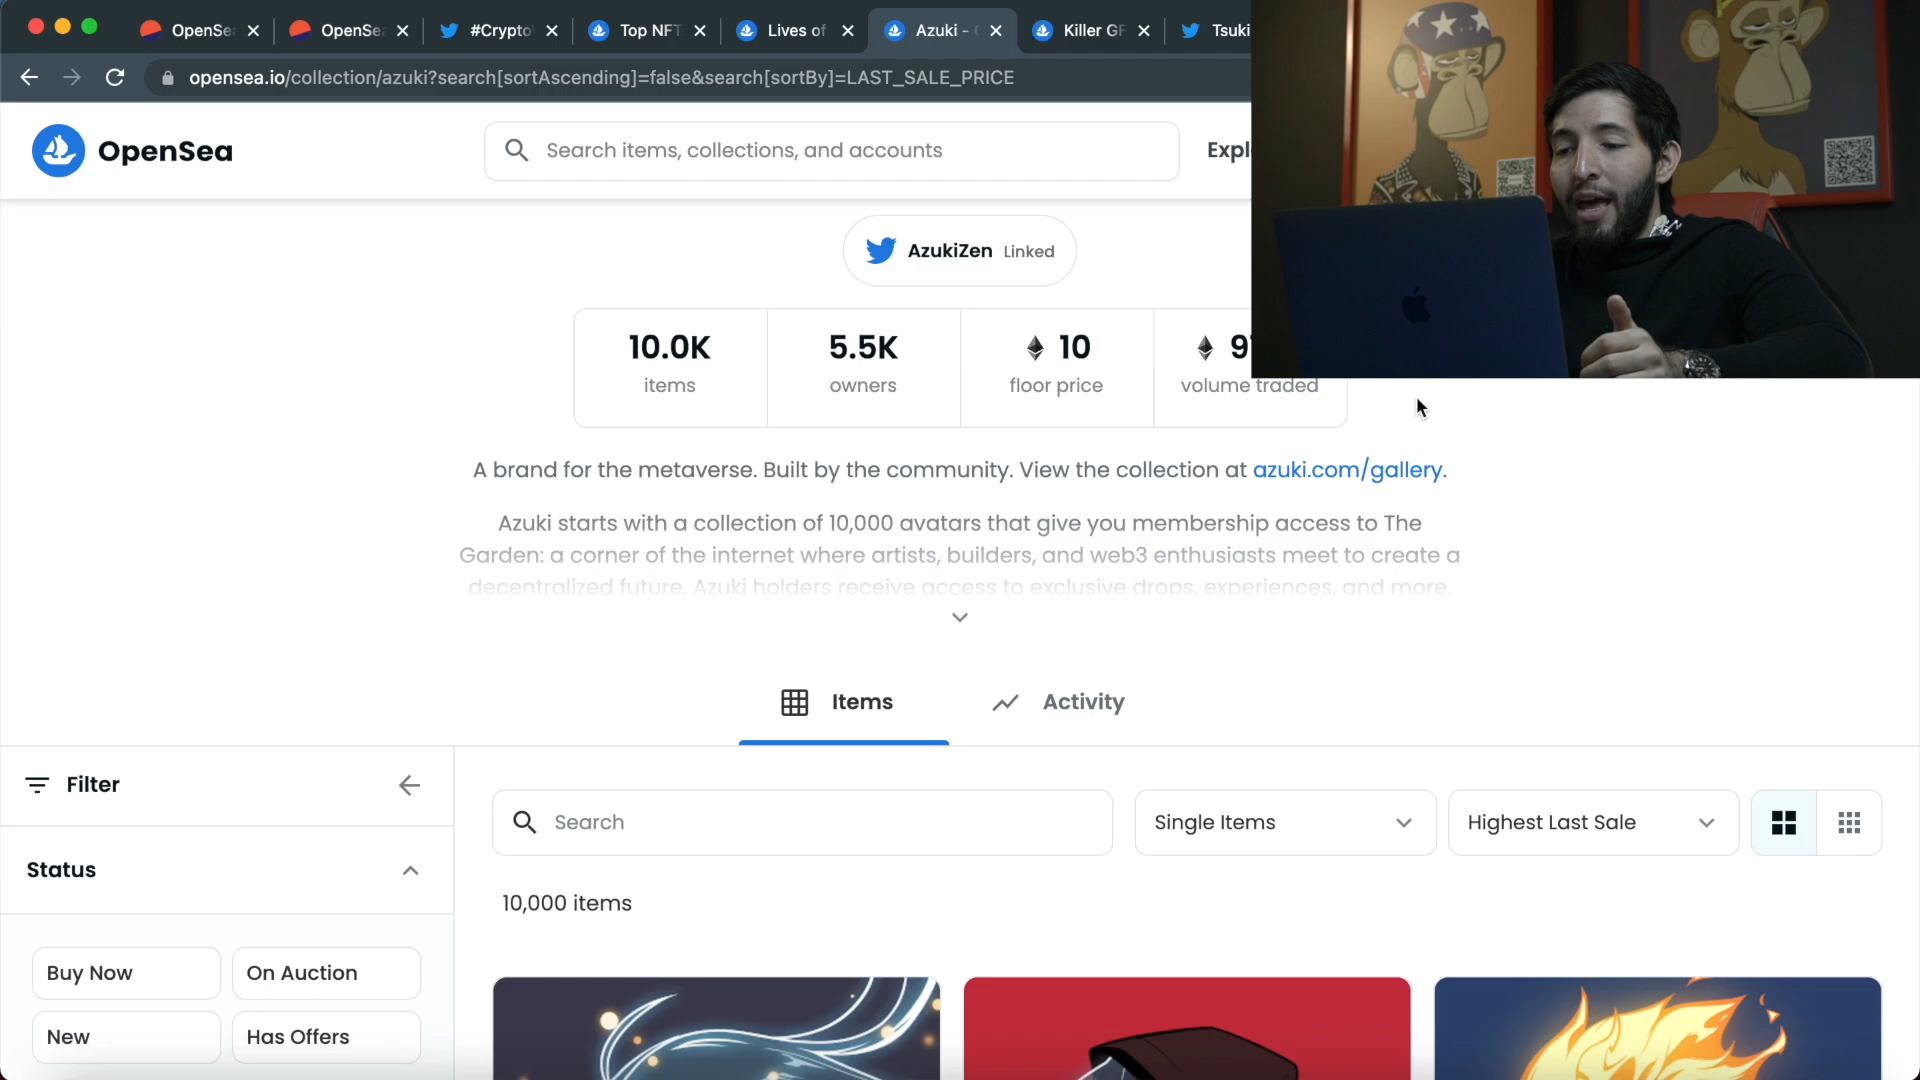 OpenSe
OpenSe
#Crypto
Top NFT
Lives of
Azuki -
Killer GF
Tsuki
opensea.io/collection/azuki?search[sortAscending]=false&search[sortBy]=LAST_SALE_PRICE
OpenSea
Search items, collections, and accounts
Expl
AzukiZen Linked
10.0K
5.5K
10
9
items
owners
floor price
volume traded
A brand for the metaverse. Built by the community. View the collection at azuki.com/gallery.
Azuki starts with a collection of 10,000 avatars that give you membership access to The
Garden: a corner of the internet where artists, builders, and web3 enthusiasts meet to create a
decentralized future. Azuki holders receive access to exclusive drops, experiences, and more.
Items
Activity
Filter
Search
Single Items
Highest Last Sale
Status
10,000 items
Buy Now
On Auction
New
Has Offers